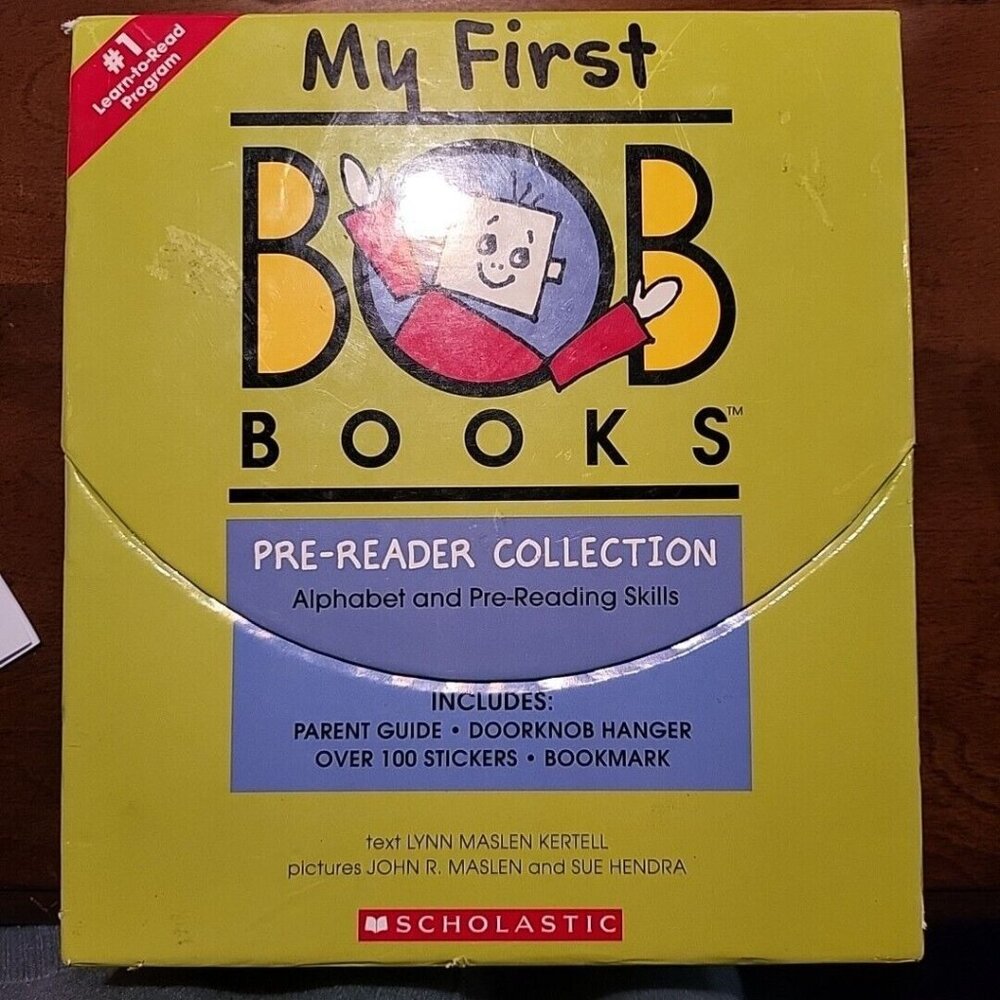 #1
Learn-to-Read
Program
My First
BOB
BOOKS™
PRE-READER COLLECTION
Alphabet and Pre-Reading Skills
INCLUDES:
PARENT GUIDE • DOORKNOB HANGER
OVER 100 STICKERS • BOOKMARK
text LYNN MASLEN KERTELL
pictures JOHN R. MASLEN and SUE HENDRA
SCHOLASTIC